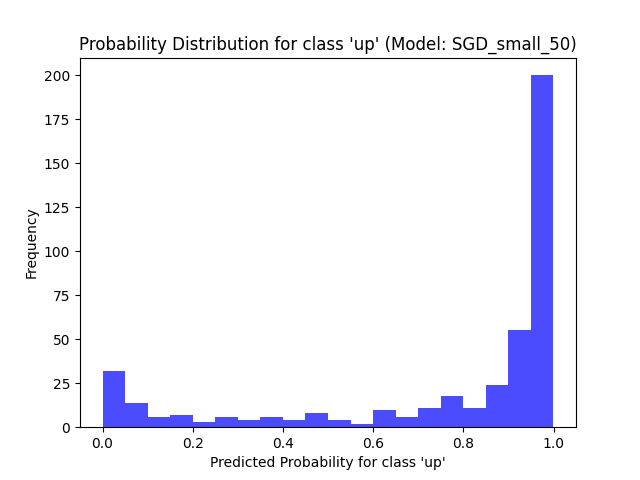 Probability Distribution for class 'up' (Model: SGD_small_50)
200
175
150
125
100
75
50
25
0
Frequency
0.0 0.2 0.4 0.6 0.8 1.0
Predicted Probability for class 'up'